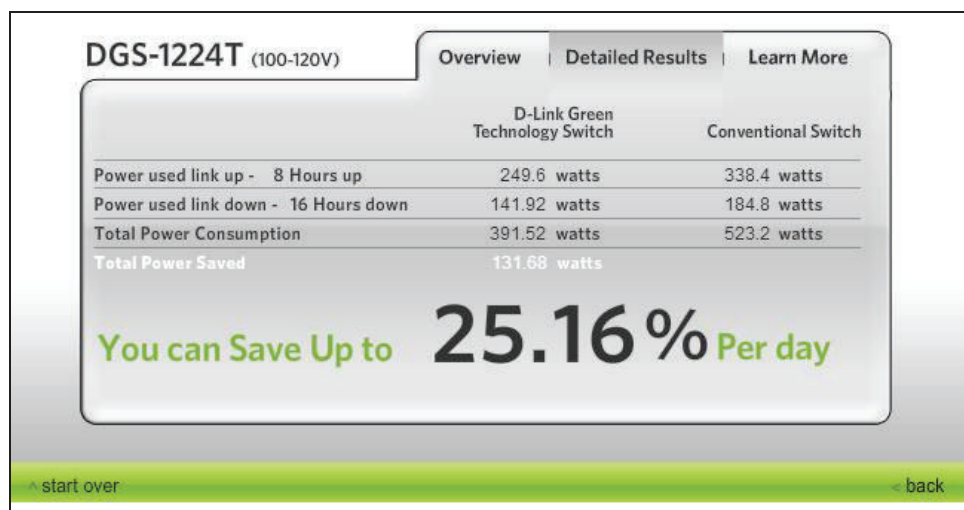 DGS-1224T (100-120V)
Overview | Detailed Results | Learn More
D-Link Green
Technology Switch Conventional Switch
Power used link up - 8 Hours up 249.6 watts 338.4 watts
Power used link down - 16 Hours down 141.92 watts 184.8 watts
Total Power Consumption 391.52 watts 523.2 watts
Total Power Saved 131.68 watts
You can Save Up to 25.16% Per day
^ start over < back